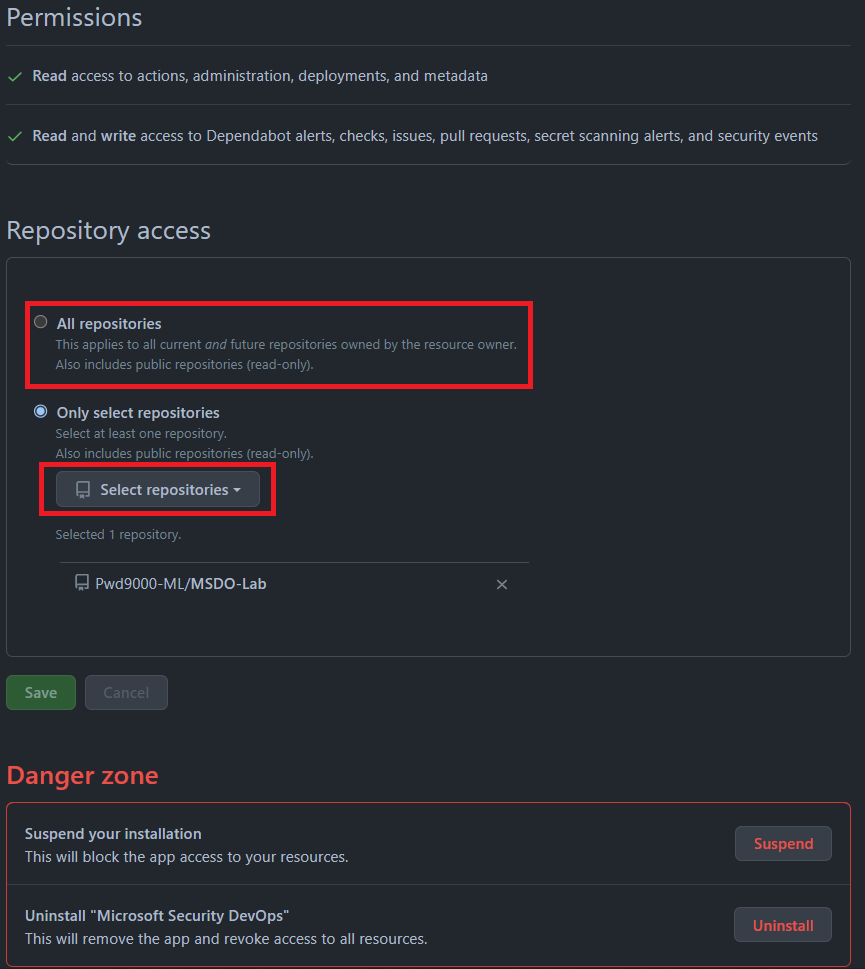 Permissions
Read access to actions, administration, deployments, and metadata
Read and write access to Dependabot alerts, checks, issues, pull requests, secret scanning alerts, and security events
Repository access
All repositories
This applies to all current and future repositories owned by the resource owner.
Also includes public repositories (read-only).
Only select repositories
Select at least one repository.
Also includes public repositories (read-only).
Select repositories
Selected 1 repository.
Pwd9000-ML/MSDO-Lab
Save Cancel
Danger zone
Suspend your installation
This will block the app access to your resources.
Suspend
Uninstall "Microsoft Security DevOps"
This will remove the app and revoke access to all resources.
Uninstall